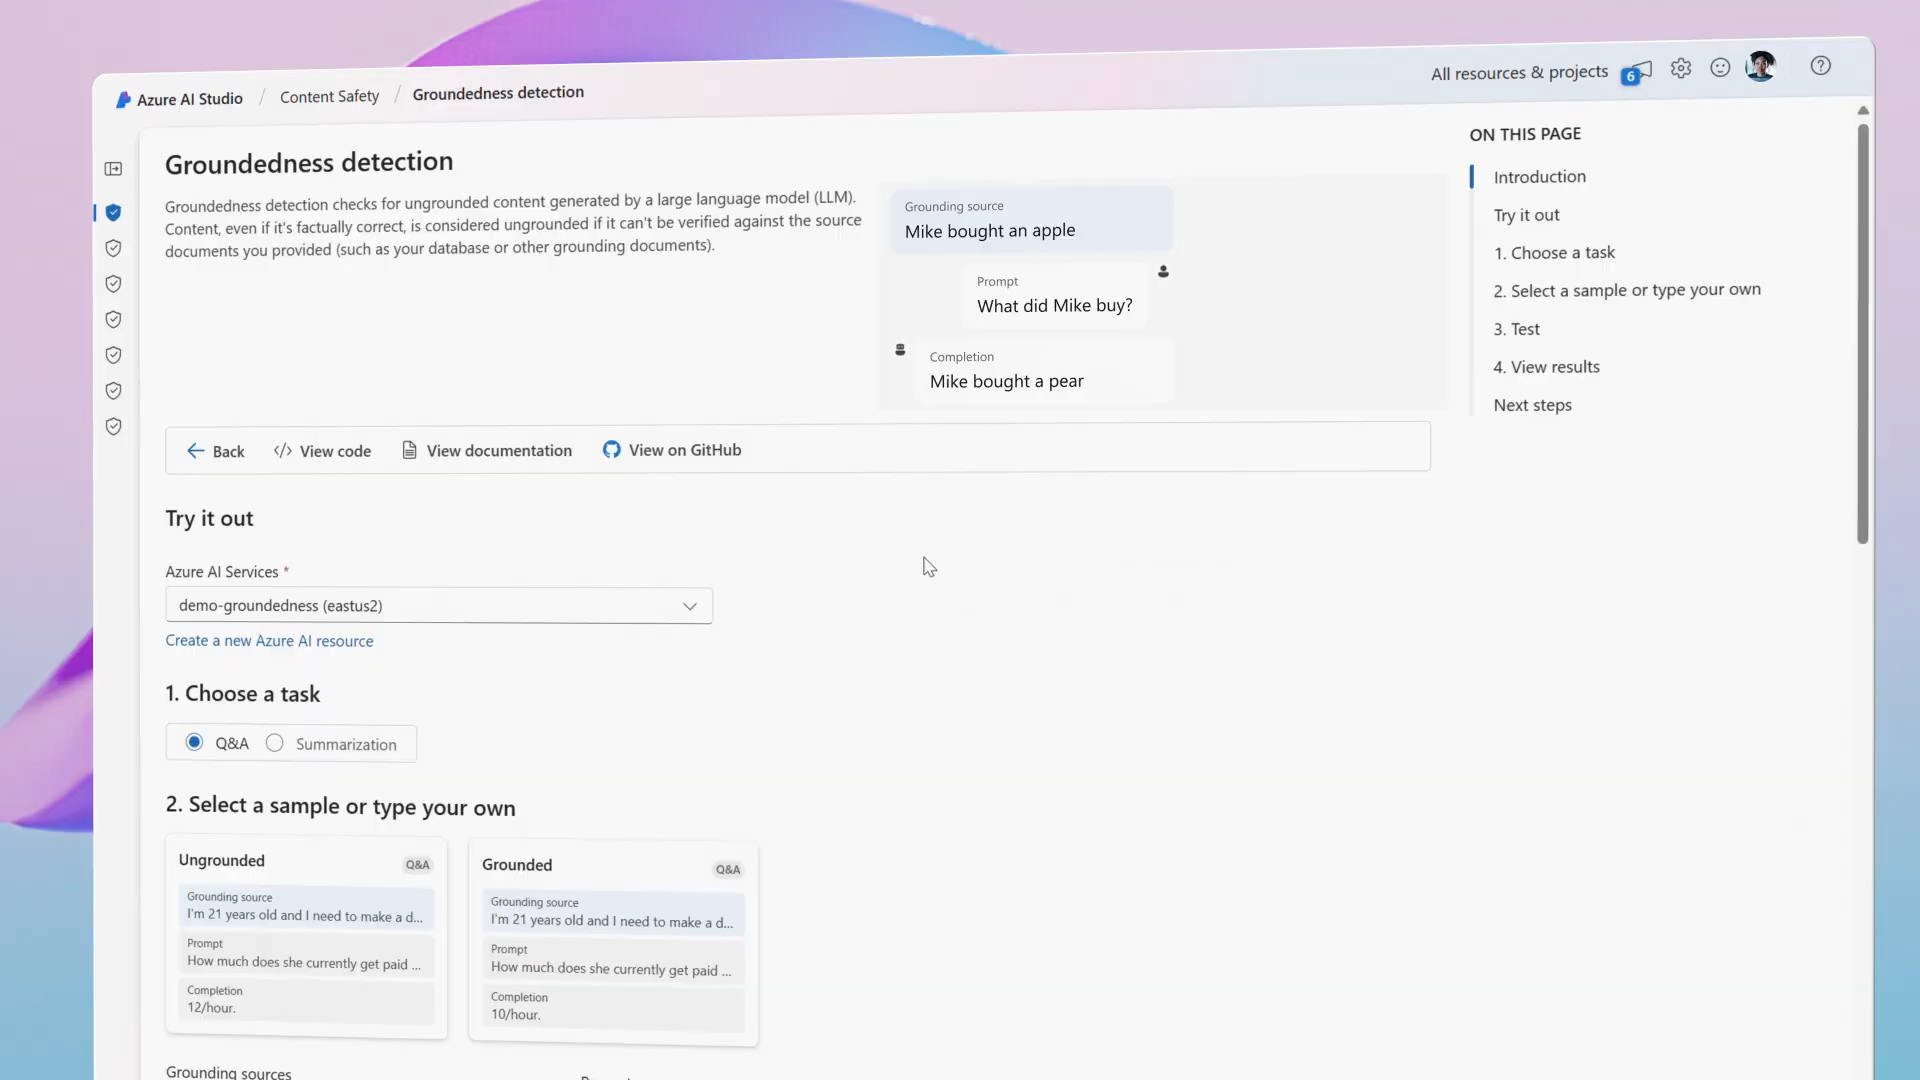 Azure AI Studio / Content Safety / Groundedness detection
All resources & projects
6
Groundedness detection
Groundedness detection checks for ungrounded content generated by a large language model (LLM).
Content, even if it's factually correct, is considered ungrounded if it can't be verified against the source
documents you provided (such as your database or other grounding documents).
Grounding source
Mike bought an apple
Prompt
What did Mike buy?
Completion
Mike bought a pear
ON THIS PAGE
Introduction
Try it out
1. Choose a task
2. Select a sample or type your own
3. Test
4. View results
Next steps
Back
</> View code
View documentation
View on GitHub
Try it out
Azure AI Services *
demo-groundedness (eastus2)
Create a new Azure AI resource
1. Choose a task
Q&A
Summarization
2. Select a sample or type your own
Ungrounded
Q&A
Grounding source
I'm 21 years old and I need to make a d...
Prompt
How much does she currently get paid ...
Completion
12/hour.
Grounded
Q&A
Grounding source
I'm 21 years old and I need to make a d...
Prompt
How much does she currently get paid ...
Completion
10/hour.
Grounding sources